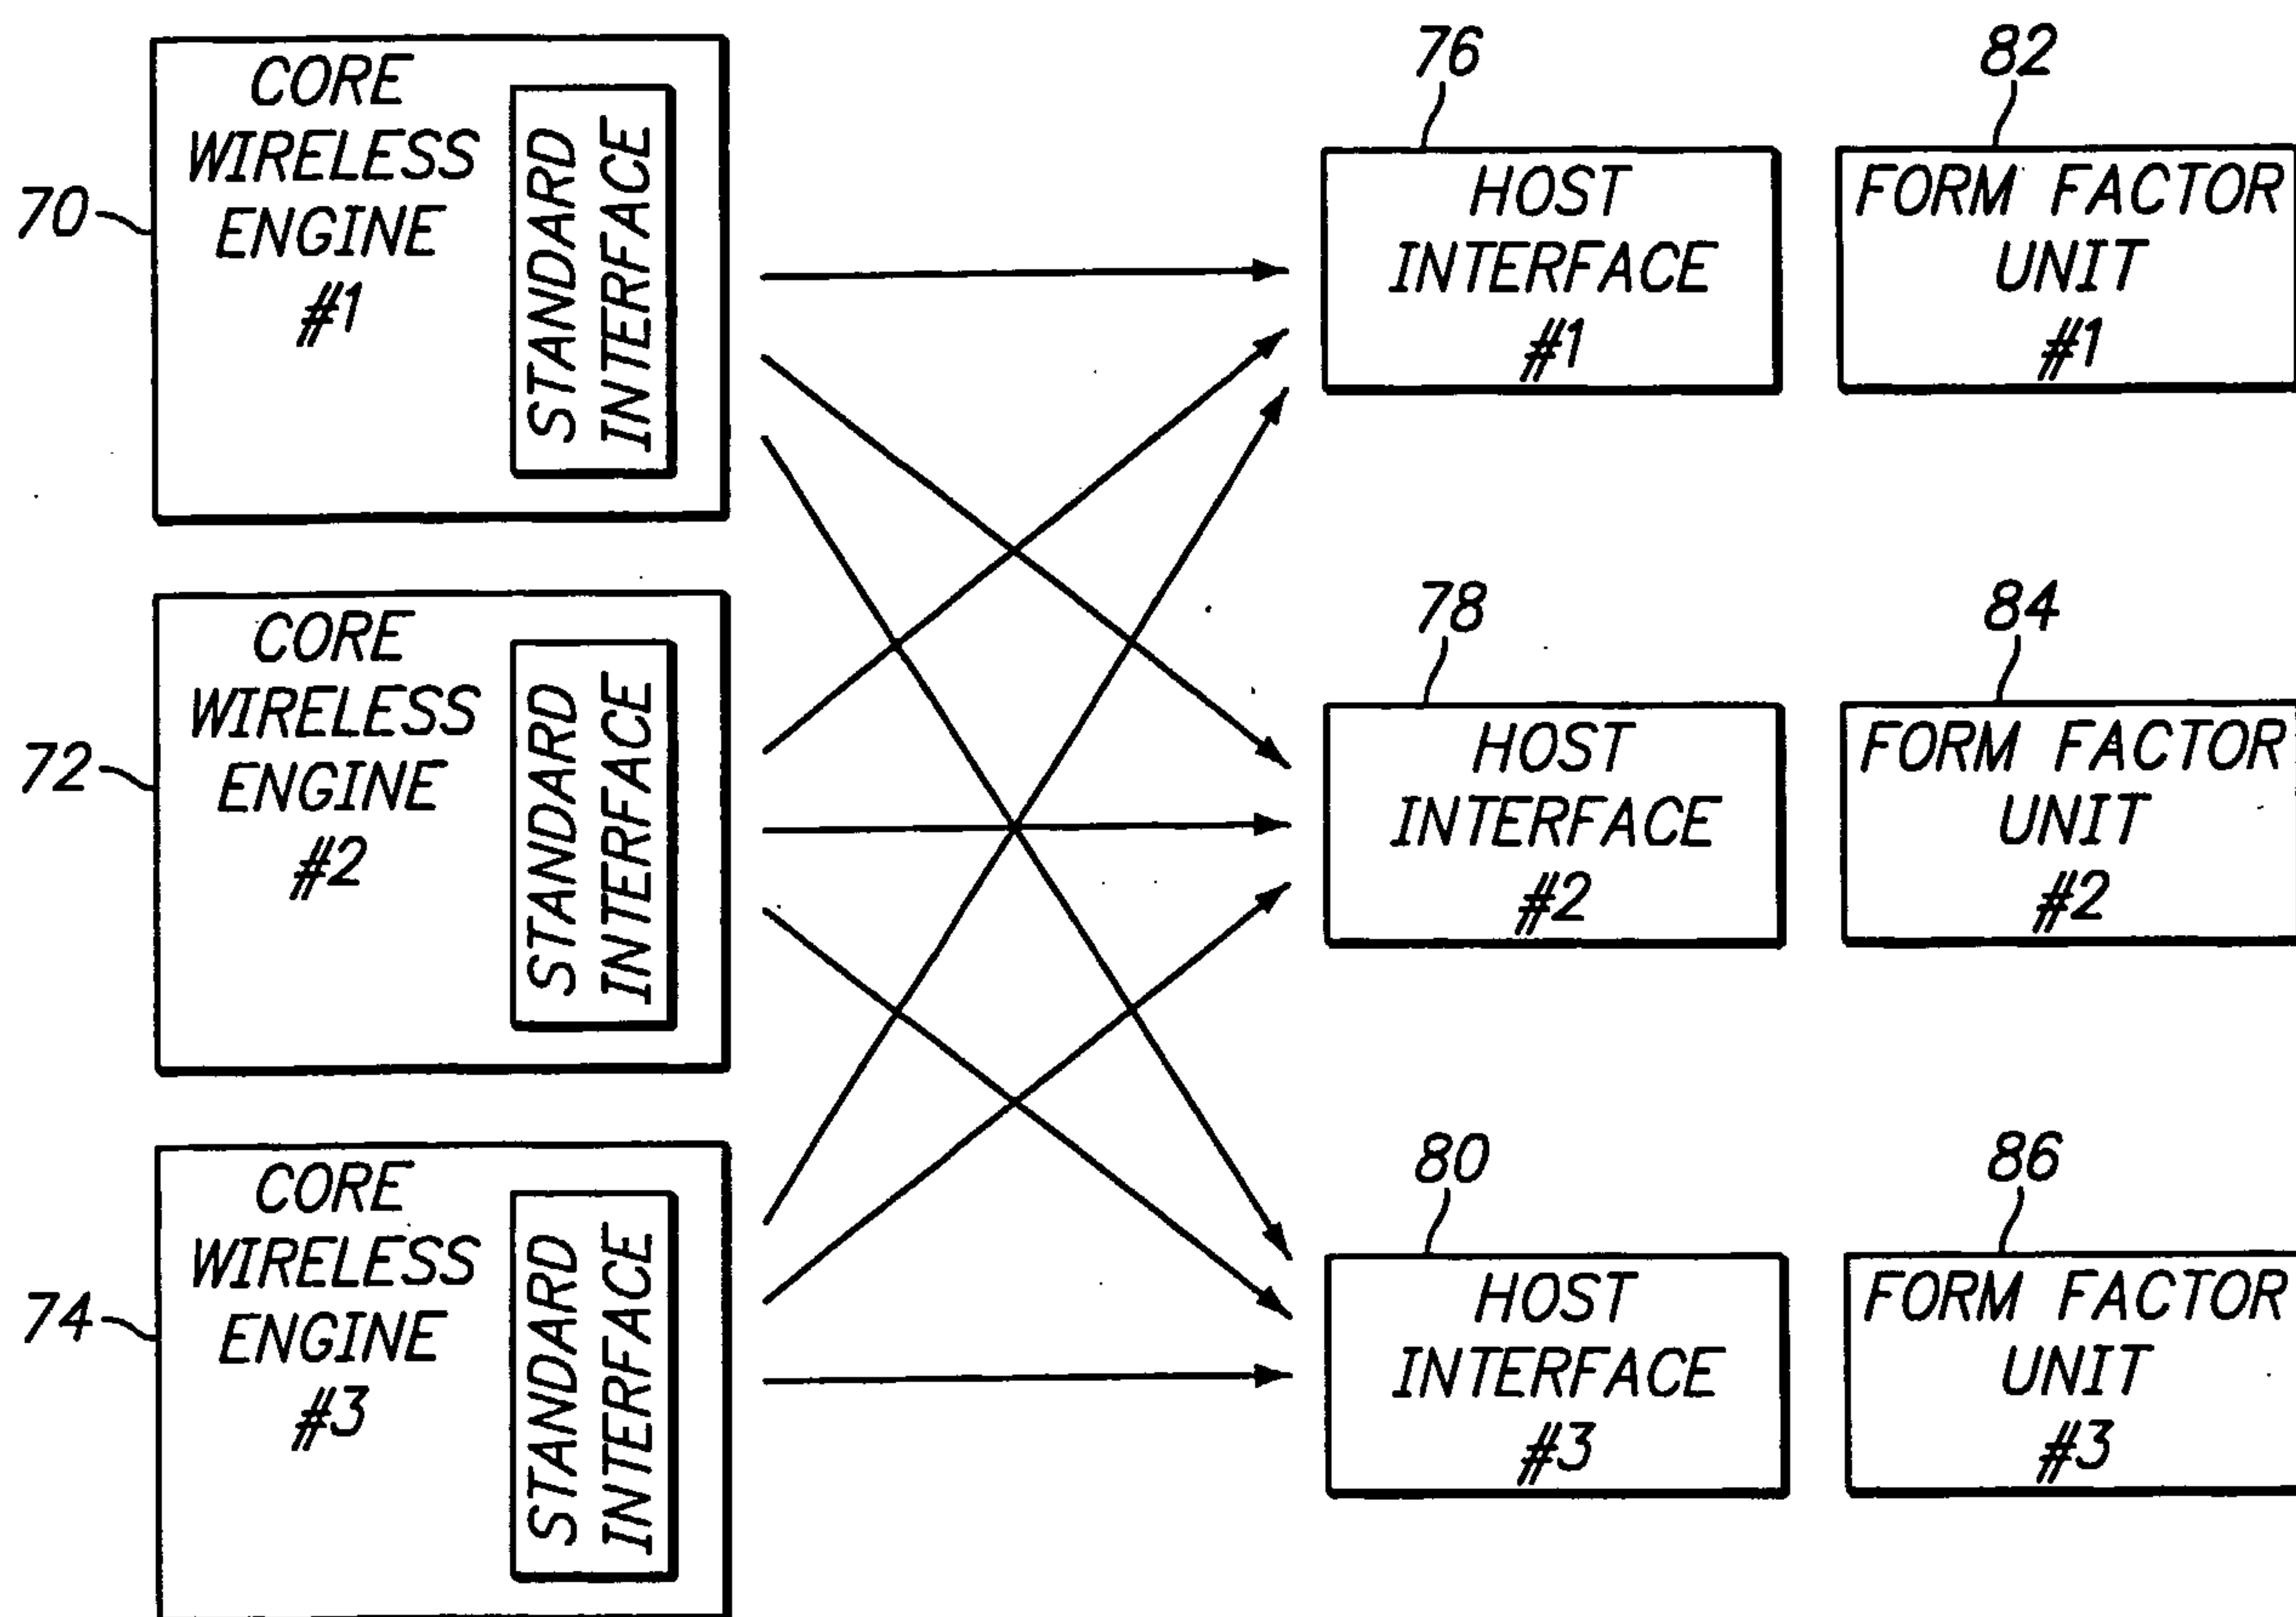 76
82
CORE
WIRELESS
ENGINE
#1
STANDARD
INTERFACE
70
HOST
INTERFACE
#1
FORM FACTOR
UNIT
#1
78
84
CORE
WIRELESS
ENGINE
#2
STANDARD
INTERFACE
72
HOST
INTERFACE
#2
FORM FACTOR
UNIT
#2
80
86
CORE
WIRELESS
ENGINE
#3
STANDARD
INTERFACE
74
HOST
INTERFACE
#3
FORM FACTOR
UNIT
#3